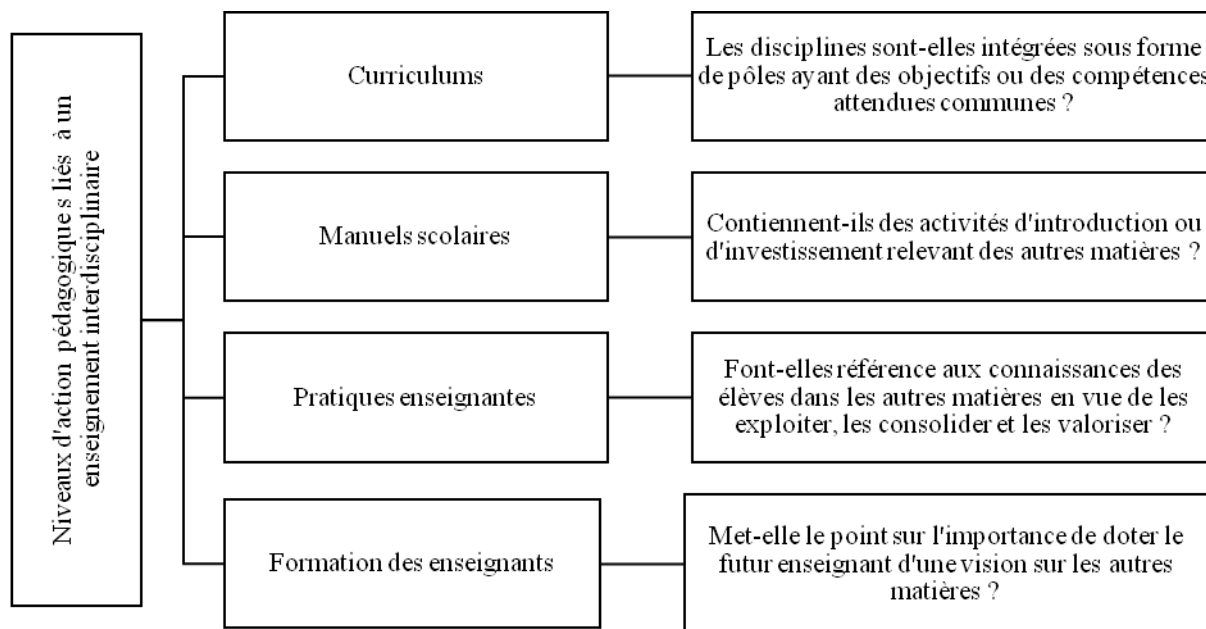 Niveaux d'action pédagogiques liés à un
enseignement interdisciplinaire
Curriculums
Les disciplines sont-elles intégrées sous forme
de pôles ayant des objectifs ou des compétences
attendues communes ?
Manuels scolaires
Contiennent-ils des activités d'introduction ou
d'investissement relevant des autres matières ?
Pratiques enseignantes
Font-elles référence aux connaissances des
élèves dans les autres matières en vue de les
exploiter, les consolider et les valoriser ?
Formation des enseignants
Met-elle le point sur l'importance de doter le
futur enseignant d'une vision sur les autres
matières ?